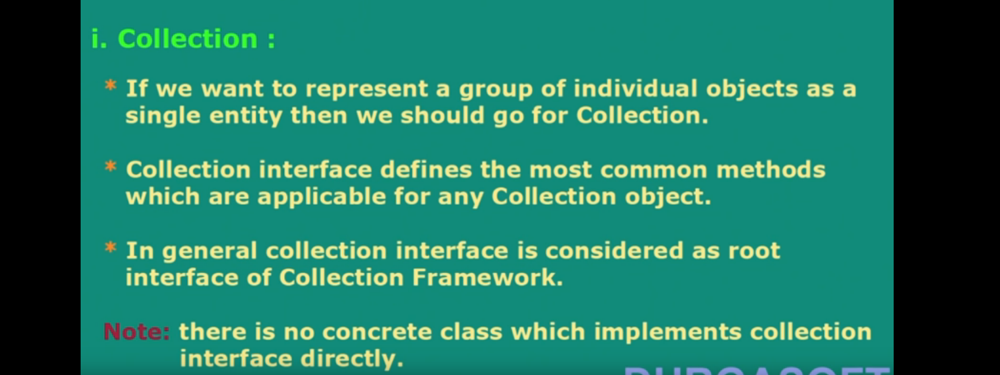 i. Collection :
* If we want to represent a group of individual objects as a
single entity then we should go for Collection.
* Collection interface defines the most common methods
which are applicable for any Collection object.
* In general collection interface is considered as root
interface of Collection Framework.
Note: there is no concrete class which implements collection
interface directly.
DURGASOFT